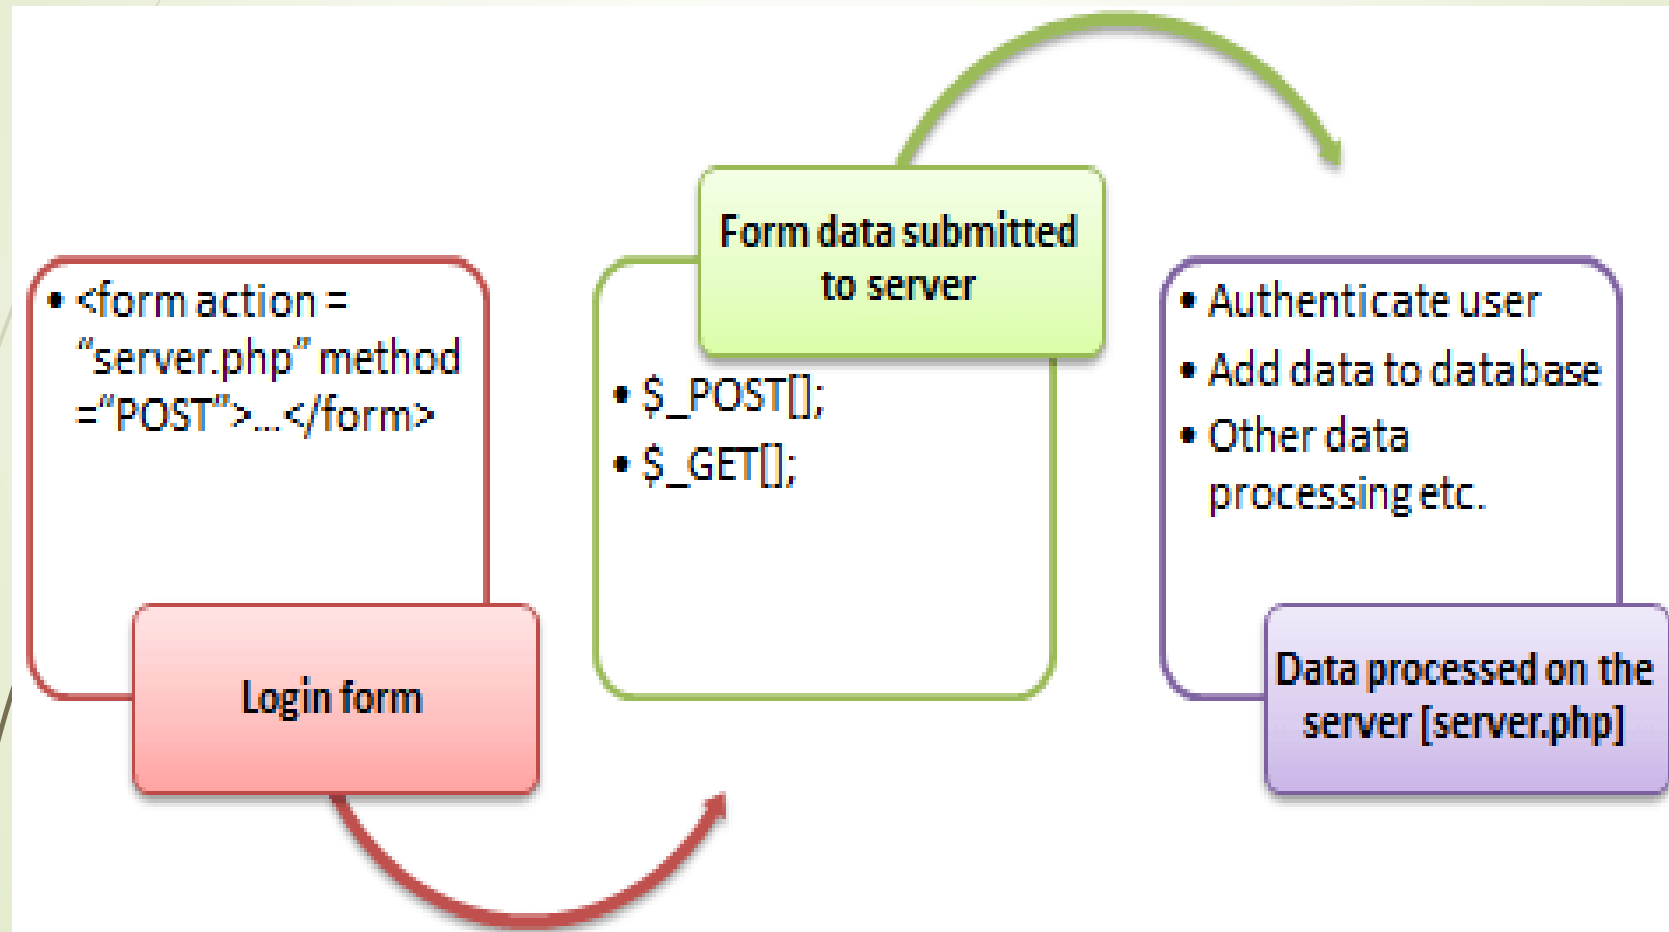 • <form action =
“server.php” method
=“POST”>...</form>
Login form
Form data submitted
to server
• $_POST[];
• $_GET[];
• Authenticate user
• Add data to database
• Other data
processing etc.
Data processed on the
server [server.php]